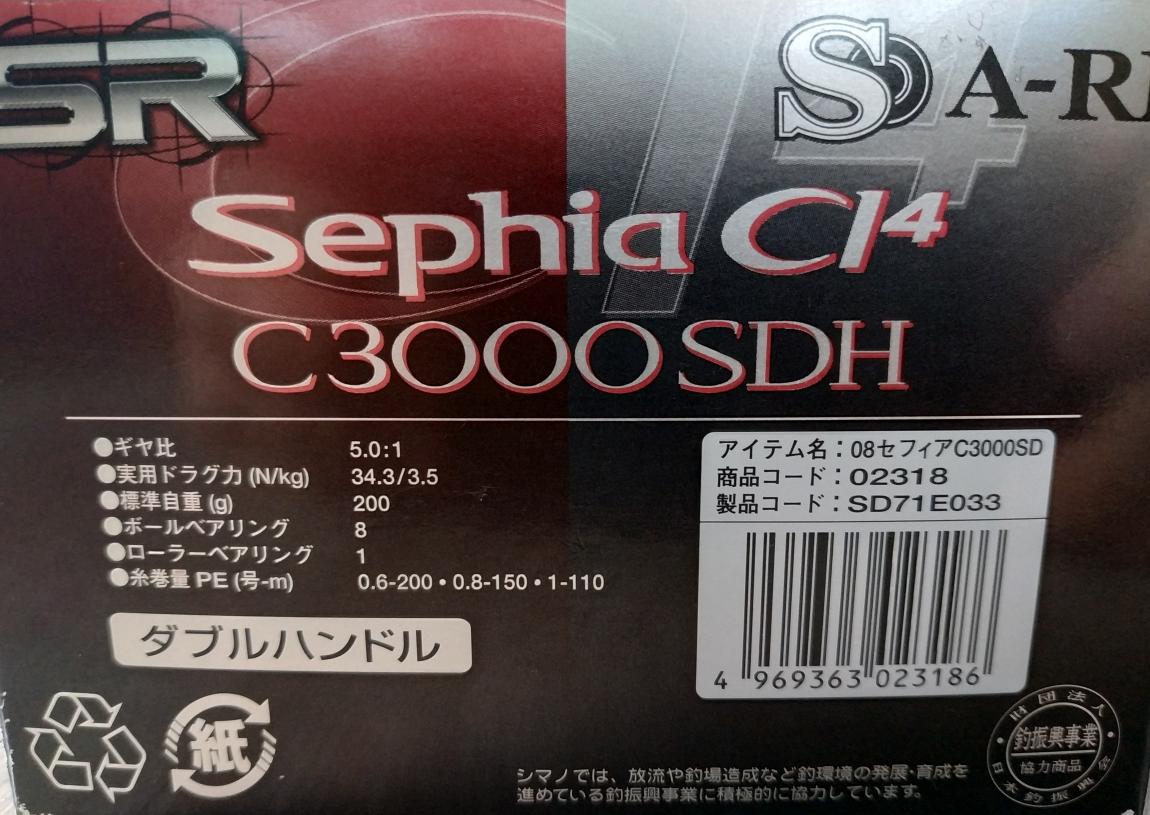 SR
S A-R
Sephia CI4
C3000SDH
●ギヤ比 5.0:1
●実用ドラグ力 (N/kg) 34.3/3.5
●標準自重 (g) 200
●ボールベアリング 8
●ローラーベアリング 1
●糸巻量 PE (号-m) 0.6-200・0.8-150・1-110
ダブルハンドル
アイテム名：08セフィアC3000SD
商品コード：02318
製品コード：SD71E033
4 969363 023186
紙
財団法人
釣振興事業
協力商品
日本釣振興会
シマノでは、放流や釣場造成など釣環境の発展・育成を
進めている釣振興事業に積極的に協力しています。